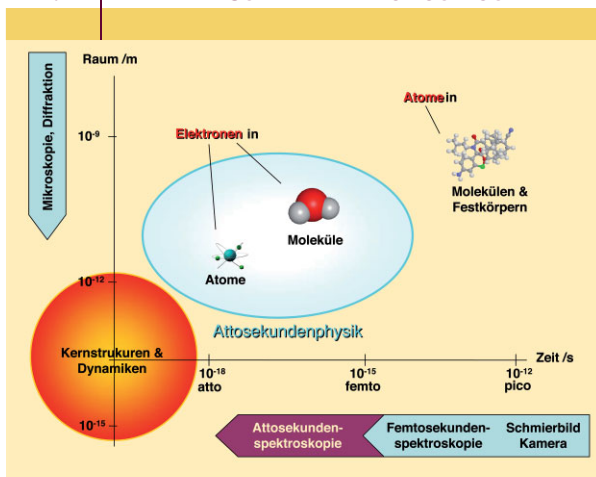 Raum /m
Mikroskopie, Diffraktion
10-9
Elektronen in
Atome in
Molekülen &
Festkörpern
Moleküle
Atome
10-12
Attosekundenphysik
Kernstrukuren &
Dynamiken
Zeit /s
10-18
atto
10-15
femto
10-12
pico
10-15
Attosekunden-
spektroskopie
Femtosekunden-
spektroskopie
Schmierbild
Kamera